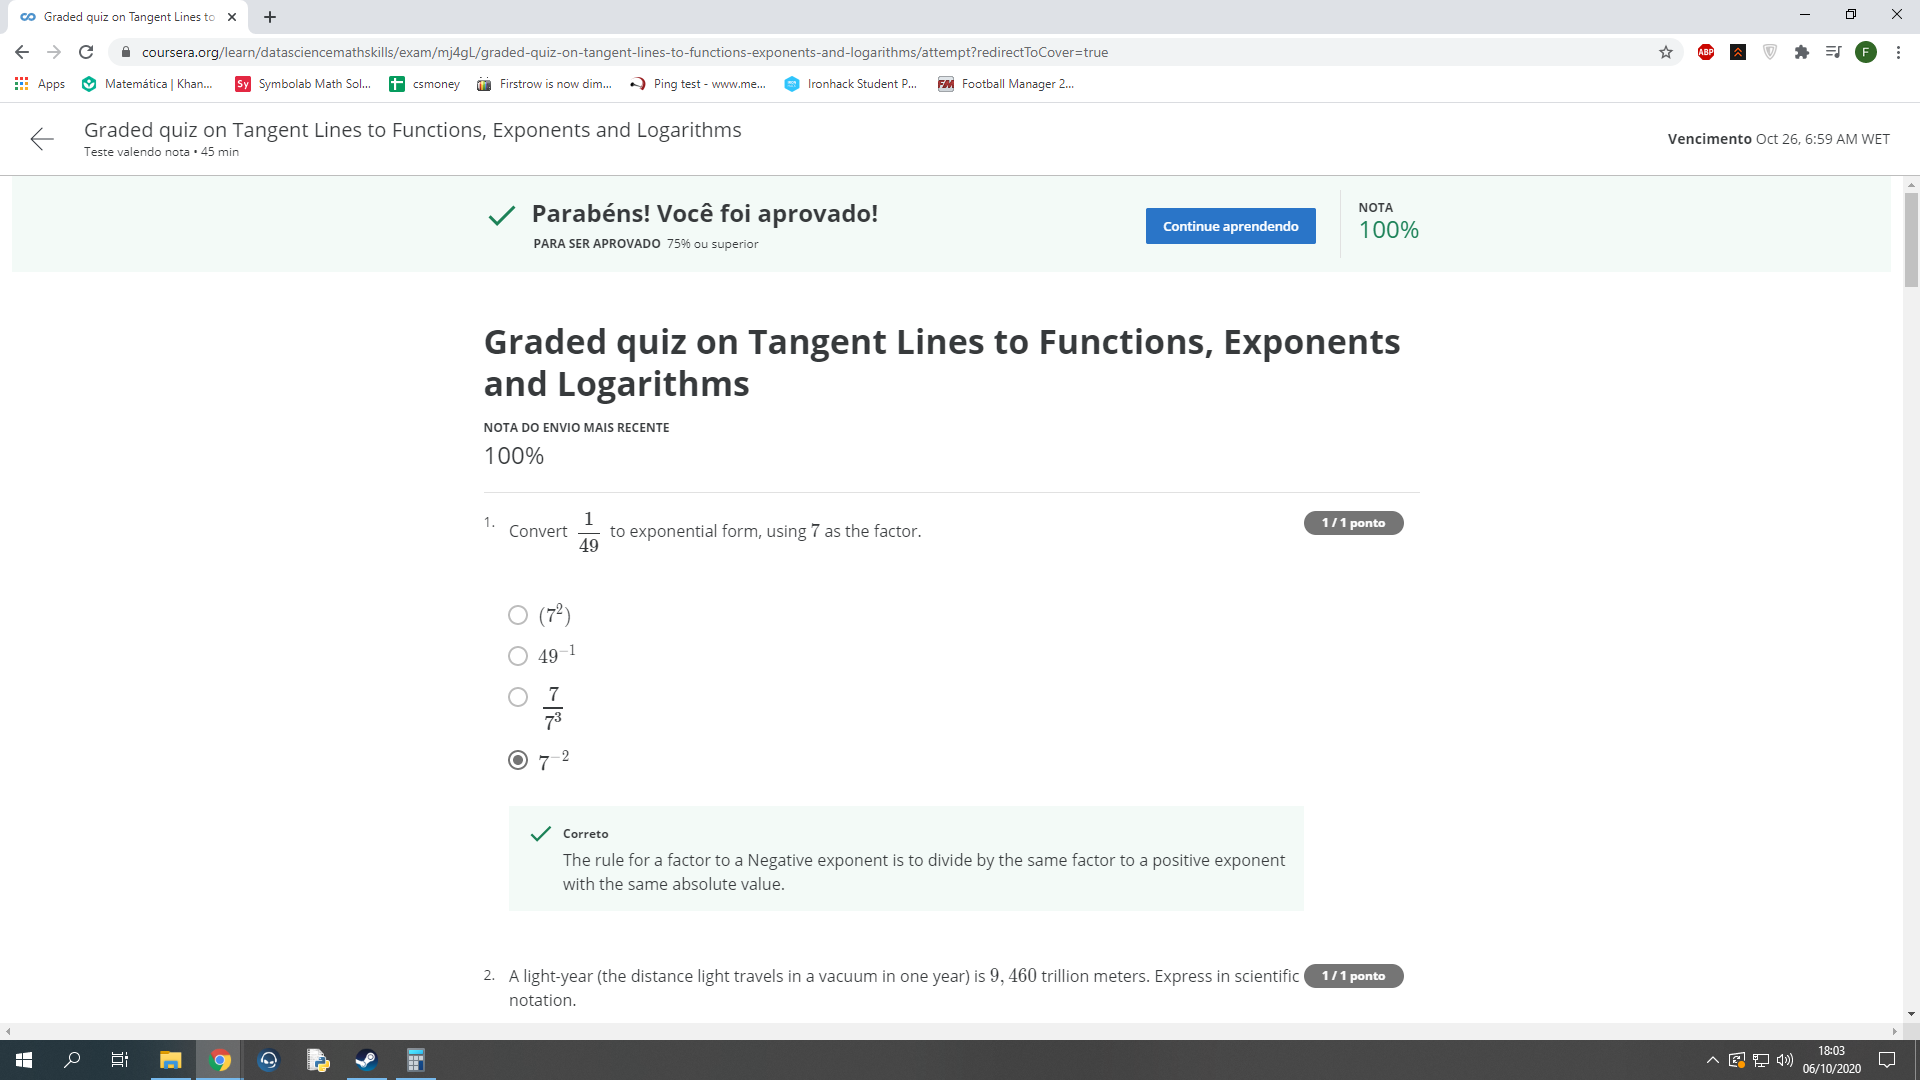 Graded quiz on Tangent Lines to
coursera.org/learn/datasciencemathskills/exam/mj4gL/graded-quiz-on-tangent-lines-to-functions-exponents-and-logarithms/attempt?redirectToCover=true
ABP
F
Apps
Matemática | Khan...
Sy Symbolab Math Sol...
csmoney
Firstrow is now dim...
Ping test - www.me...
Ironhack Student P...
FM Football Manager 2...
Graded quiz on Tangent Lines to Functions, Exponents and Logarithms
Teste valendo nota • 45 min
Vencimento Oct 26, 6:59 AM WET
Parabéns! Você foi aprovado!
PARA SER APROVADO 75% ou superior
Continue aprendendo
NOTA
100%
Graded quiz on Tangent Lines to Functions, Exponents
and Logarithms
NOTA DO ENVIO MAIS RECENTE
100%
1. Convert 1/49 to exponential form, using 7 as the factor.
1 / 1 ponto
(7²)
49⁻¹
7/7³
7⁻²
Correto
The rule for a factor to a Negative exponent is to divide by the same factor to a positive exponent
with the same absolute value.
2. A light-year (the distance light travels in a vacuum in one year) is 9,460 trillion meters. Express in scientific
notation.
1 / 1 ponto
18:03
06/10/2020